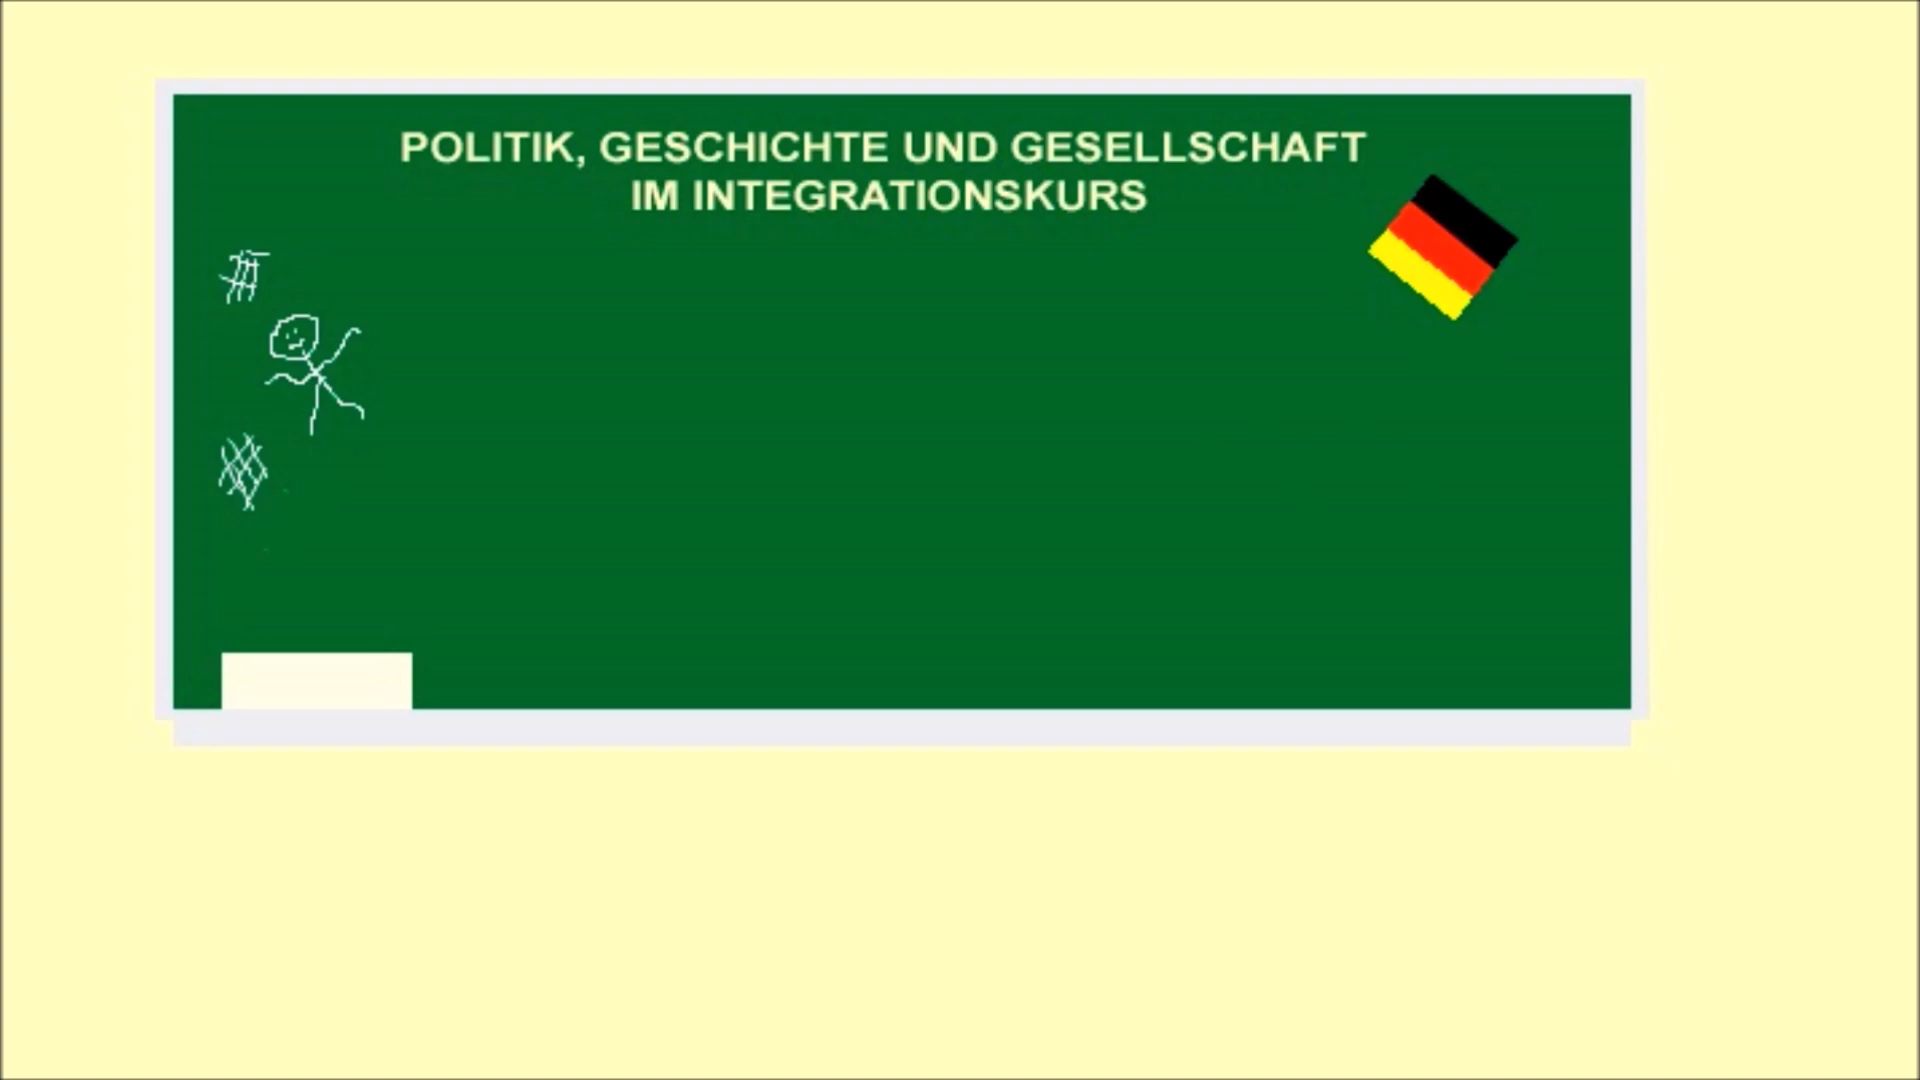 POLITIK, GESCHICHTE UND GESELLSCHAFT
IM INTEGRATIONSKURS